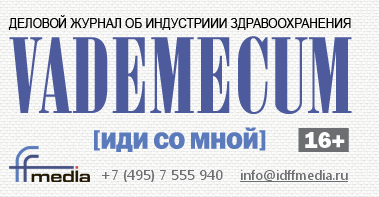 ДЕЛОВОЙ ЖУРНАЛ ОБ ИНДУСТРИИИ ЗДРАВООХРАНЕНИЯ
VADEMECUM
[ИДИ СО МНОЙ] 16+
ff media +7 (495) 7 555 940 info@idffmedia.ru